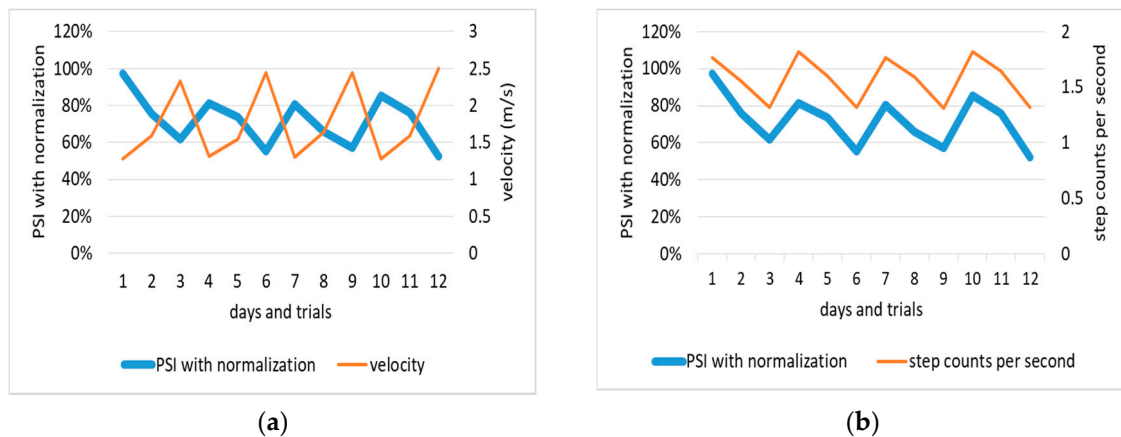 120%
100%
80%
60%
40%
20%
0%
PSI with normalization
3
2.5
2
1.5
1
0.5
0
velocity (m/s)
1 2 3 4 5 6 7 8 9 10 11 12
days and trials
PSI with normalization velocity
(a)
120%
100%
80%
60%
40%
20%
0%
PSI with normalization
2
1.5
1
0.5
0
step counts per second
1 2 3 4 5 6 7 8 9 10 11 12
days and trials
PSI with normalization step counts per second
(b)